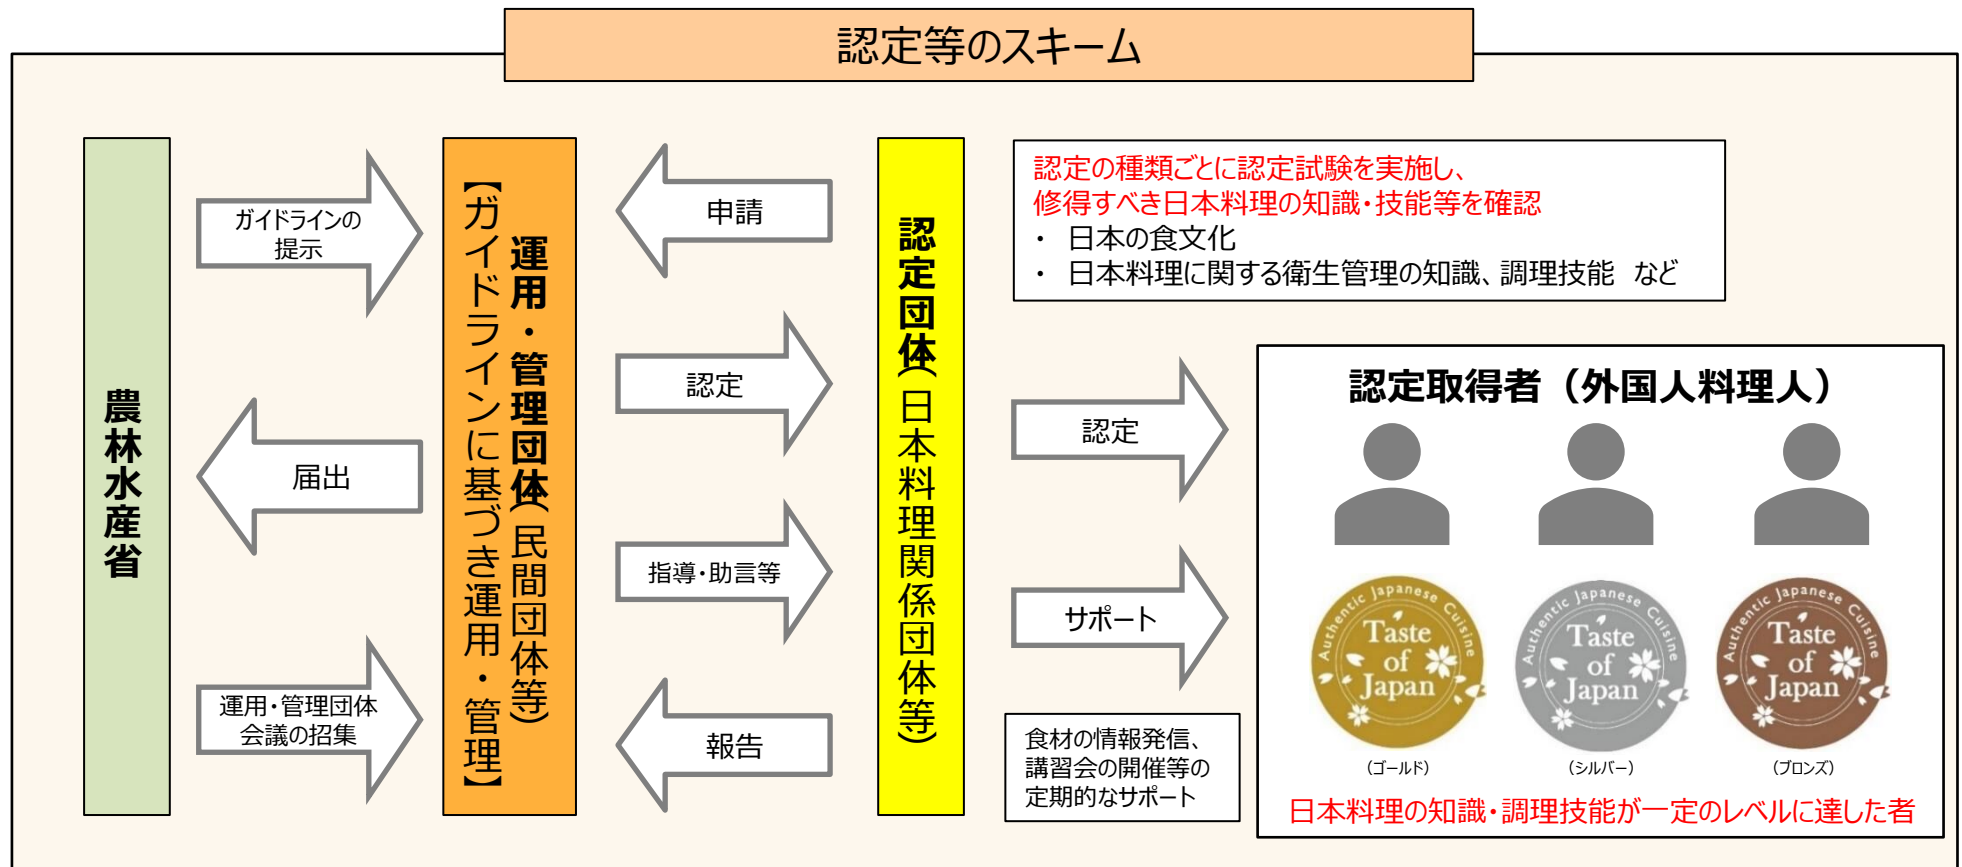 認定等のスキーム
農林水産省
ガイドラインの
提示
届出
運用・管理団体
会議の招集
運用・管理団体(民間団体等)
【ガイドラインに基づき運用・管理】
申請
認定
指導・助言等
報告
認定団体(日本料理関係団体等)
認定の種類ごとに認定試験を実施し、
修得すべき日本料理の知識・技能等を確認
・ 日本の食文化
・ 日本料理に関する衛生管理の知識、調理技能 など
認定
サポート
食材の情報発信、
講習会の開催等の
定期的なサポート
認定取得者（外国人料理人）
Authentic Japanese Cuisine
Taste
of
Japan
Authentic Japanese Cuisine
Taste
of
Japan
Authentic Japanese Cuisine
Taste
of
Japan
（ゴールド）
（シルバー）
（ブロンズ）
日本料理の知識・調理技能が一定のレベルに達した者